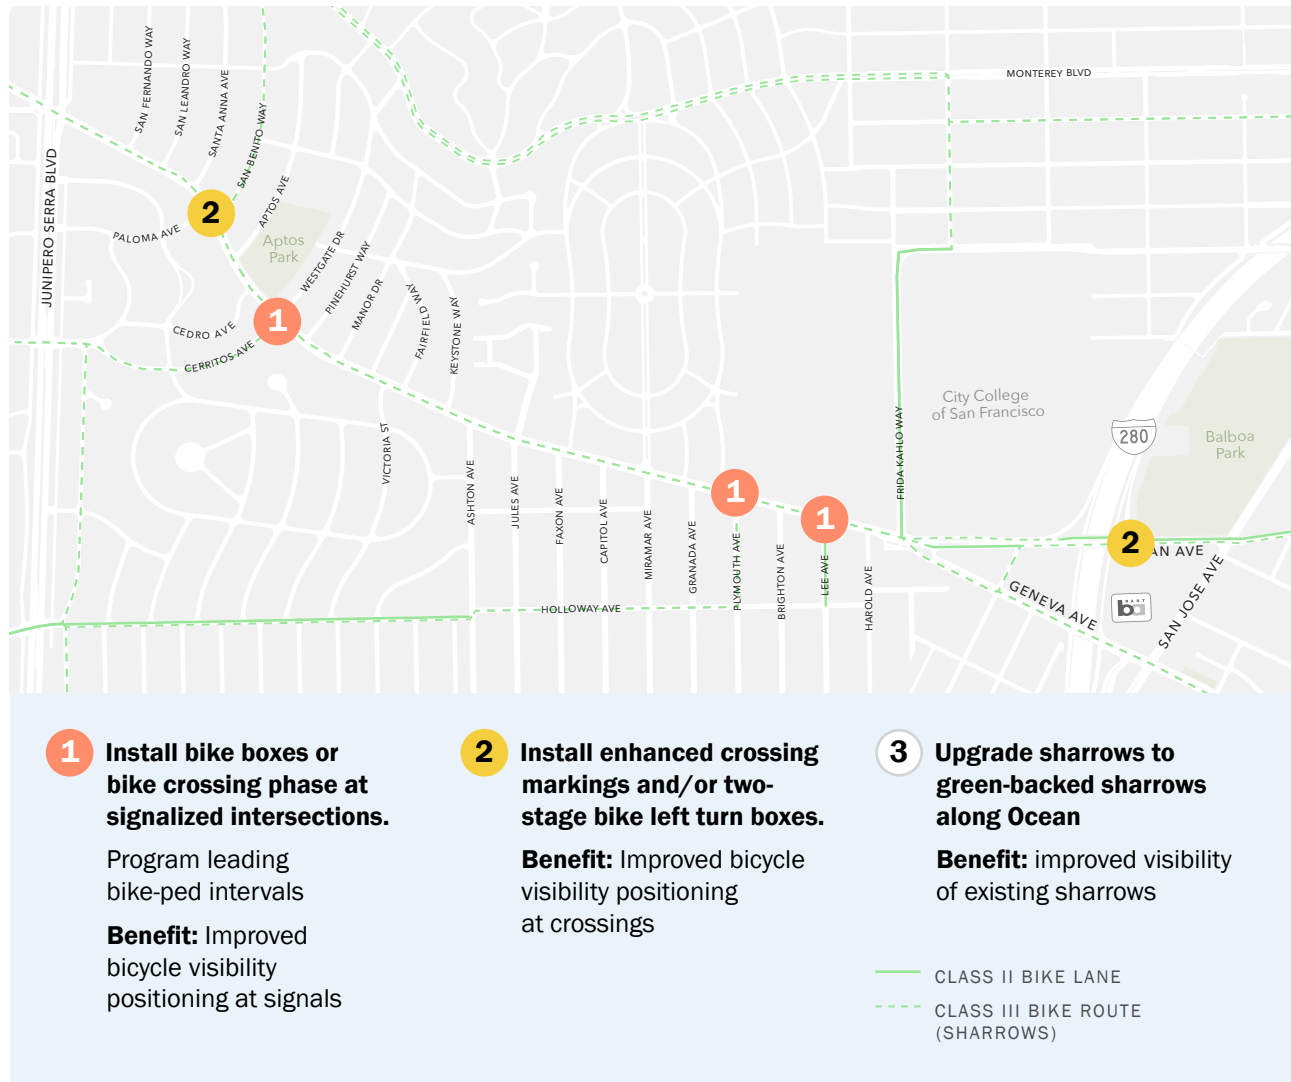 MONTEREY BLVD
SAN FERNANDO WAY
SAN LEANDRO WAY
SANTA ANNA AVE
SAN BENITO WAY
JUNIPERO SERRA BLVD
APTOS AVE
2
PALOMA AVE
Aptos
Park
WESTGATE DR
PINEHURST WAY
MANOR DR
FAIRFIELD WAY
KEYSTONE WAY
1
CEDRO AVE
CERRITOS AVE
City College
of San Francisco
280
Balboa
Park
VICTORIA ST
FRIDA KAHLO WAY
ASHTON AVE
JULES AVE
FAXON AVE
CAPITOL AVE
MIRAMAR AVE
GRANADA AVE
1
PLYMOUTH AVE
BRIGHTON AVE
1
LEE AVE
HAROLD AVE
2
AN AVE
GENEVA AVE
SAN JOSE AVE
BART
ba
HOLLOWAY AVE
1 Install bike boxes or
bike crossing phase at
signalized intersections.
Program leading
bike-ped intervals
Benefit: Improved
bicycle visibility
positioning at signals
2 Install enhanced crossing
markings and/or two-
stage bike left turn boxes.
Benefit: Improved bicycle
visibility positioning
at crossings
3 Upgrade sharrows to
green-backed sharrows
along Ocean
Benefit: improved visibility
of existing sharrows
CLASS II BIKE LANE
CLASS III BIKE ROUTE
(SHARROWS)